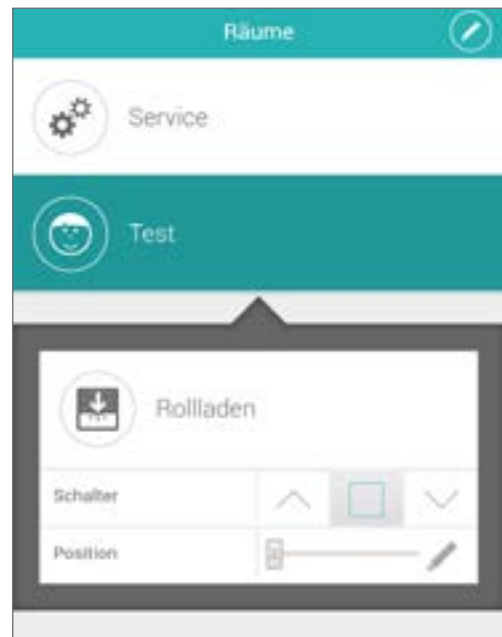 Räume
Service
Test
Rollladen
Schalter
Position